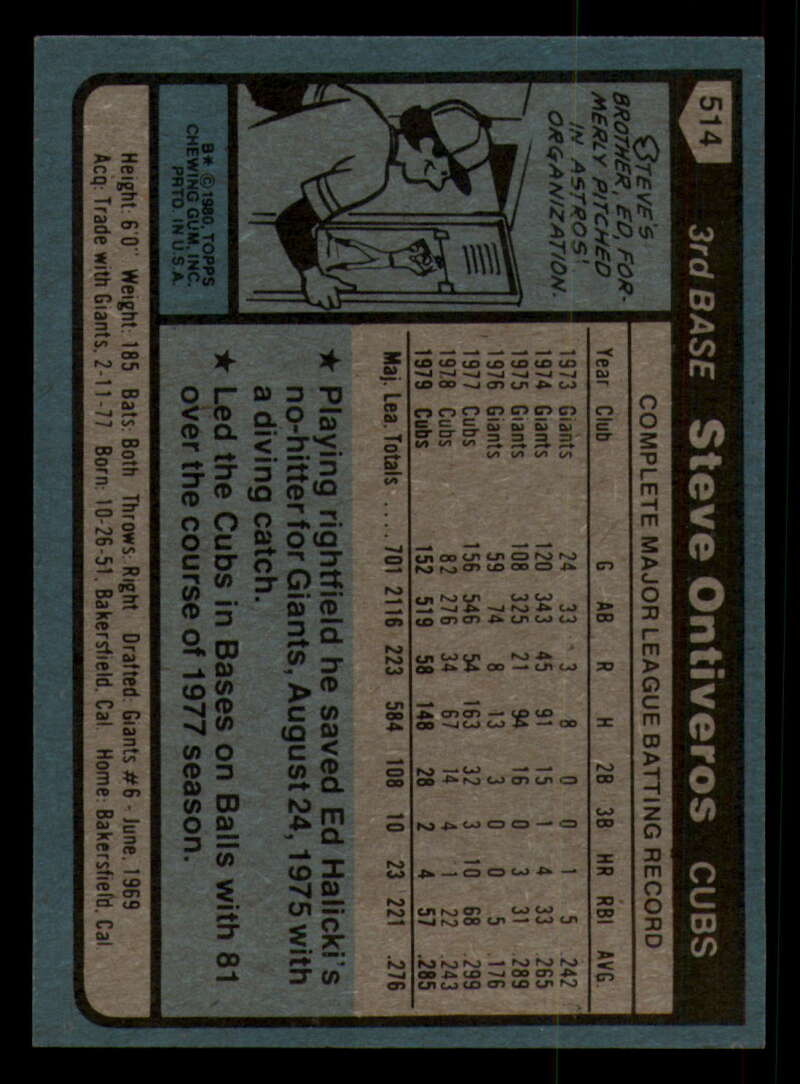 514 3rd BASE Steve Ontiveros CUBS
STEVE'S
BROTHER, ED, FOR-
MERLY PITCHED
IN ASTROS'
ORGANIZATION.
B* © 1980, TOPPS
CHEWING GUM, INC.
PRTD. IN U.S.A.
COMPLETE MAJOR LEAGUE BATTING RECORD
Year Club G AB R H 2B 3B HR RBI AVG.
1973 Giants 24 33 3 8 0 0 1 5 .242
1974 Giants 120 343 45 91 15 1 4 33 .265
1975 Giants 108 325 21 94 16 0 3 31 .289
1976 Giants 59 74 8 13 3 0 0 5 .176
1977 Cubs 156 546 54 163 32 3 10 68 .299
1978 Cubs 82 276 34 67 14 4 1 22 .243
1979 Cubs 152 519 58 148 28 2 4 57 .285
Maj. Lea. Totals .... 701 2116 223 584 108 10 23 221 .276
★ Playing rightfield he saved Ed Halicki's
no-hitter for Giants, August 24, 1975 with
a diving catch.
★ Led the Cubs in Bases on Balls with 81
over the course of 1977 season.
Height: 6'0" Weight: 185 Bats: Both Throws: Right Drafted: Giants #6 - June, 1969
Acq: Trade with Giants, 2-11-77 Born: 10-26-51, Bakersfield, Cal. Home: Bakersfield, Cal